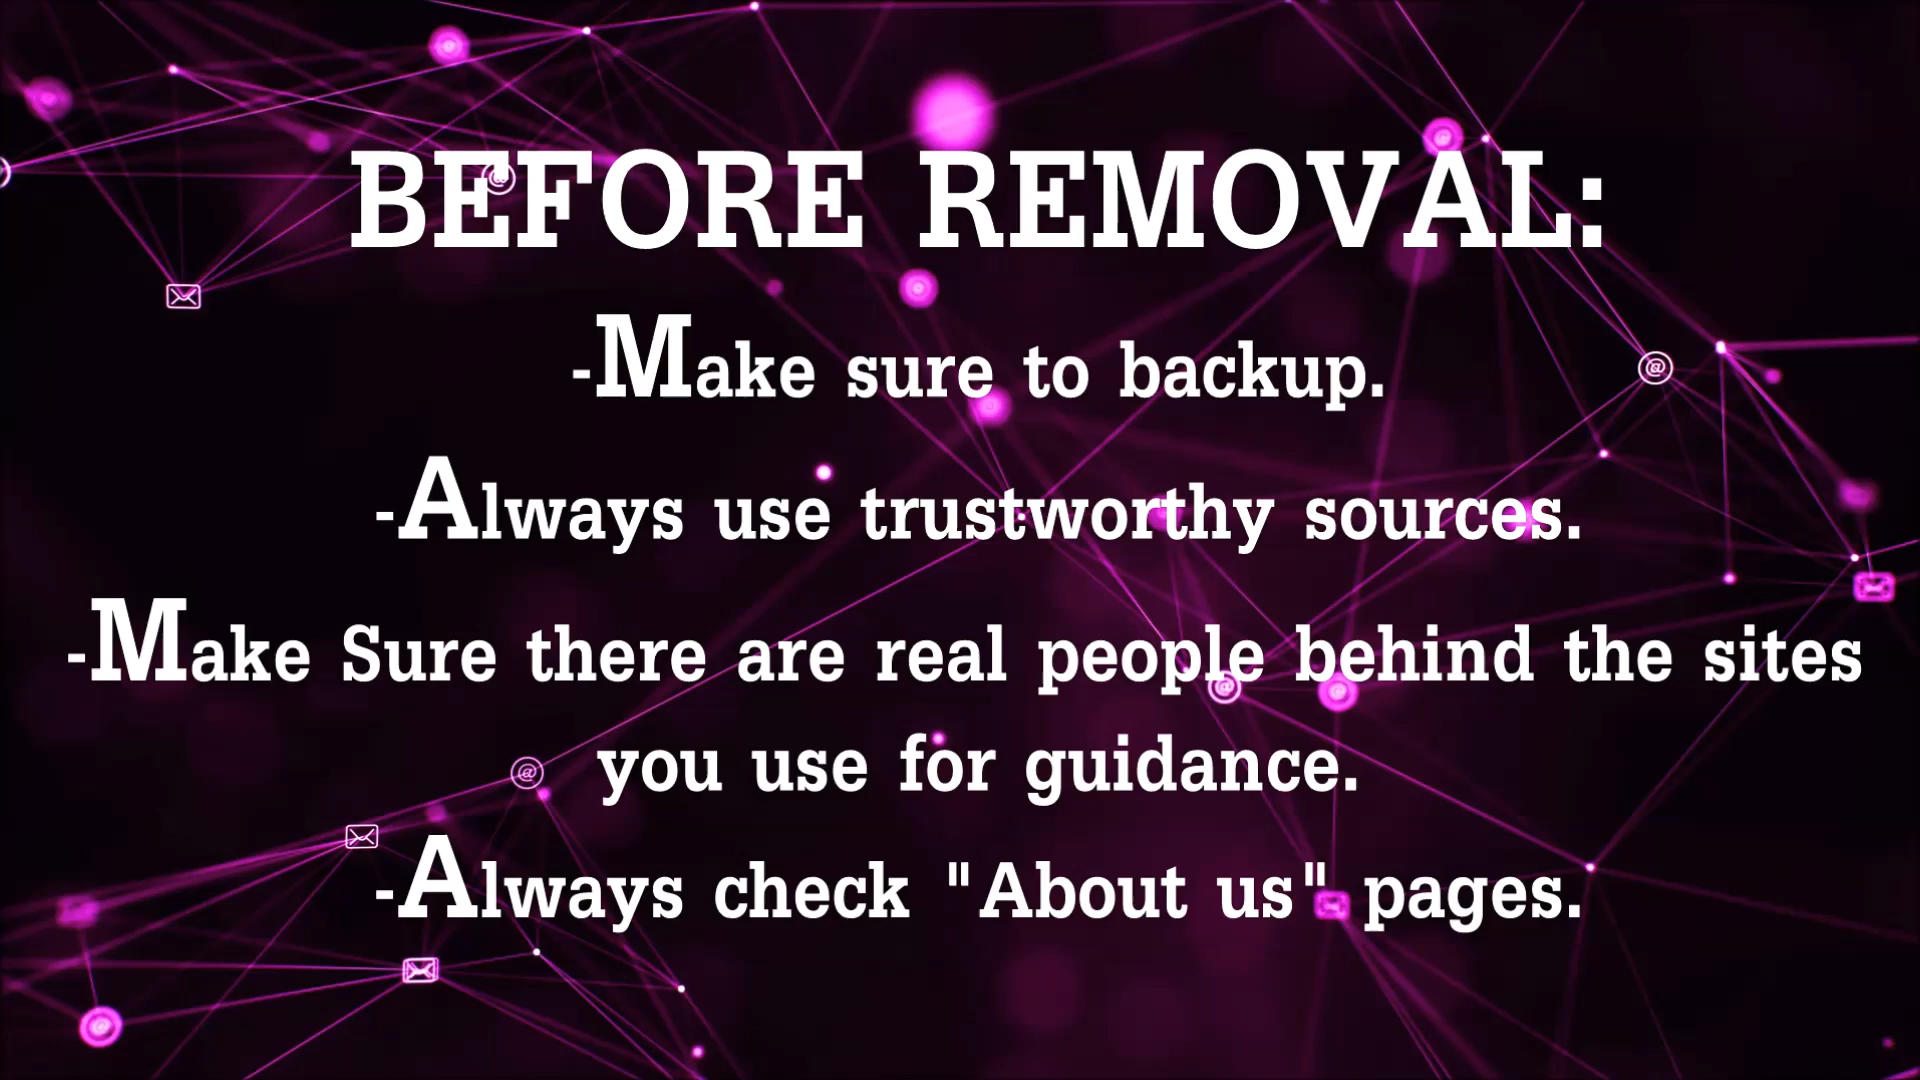 BEFORE REMOVAL:
-Make sure to backup.
-Always use trustworthy sources.
-Make Sure there are real people behind the sites
you use for guidance.
-Always check "About us" pages.